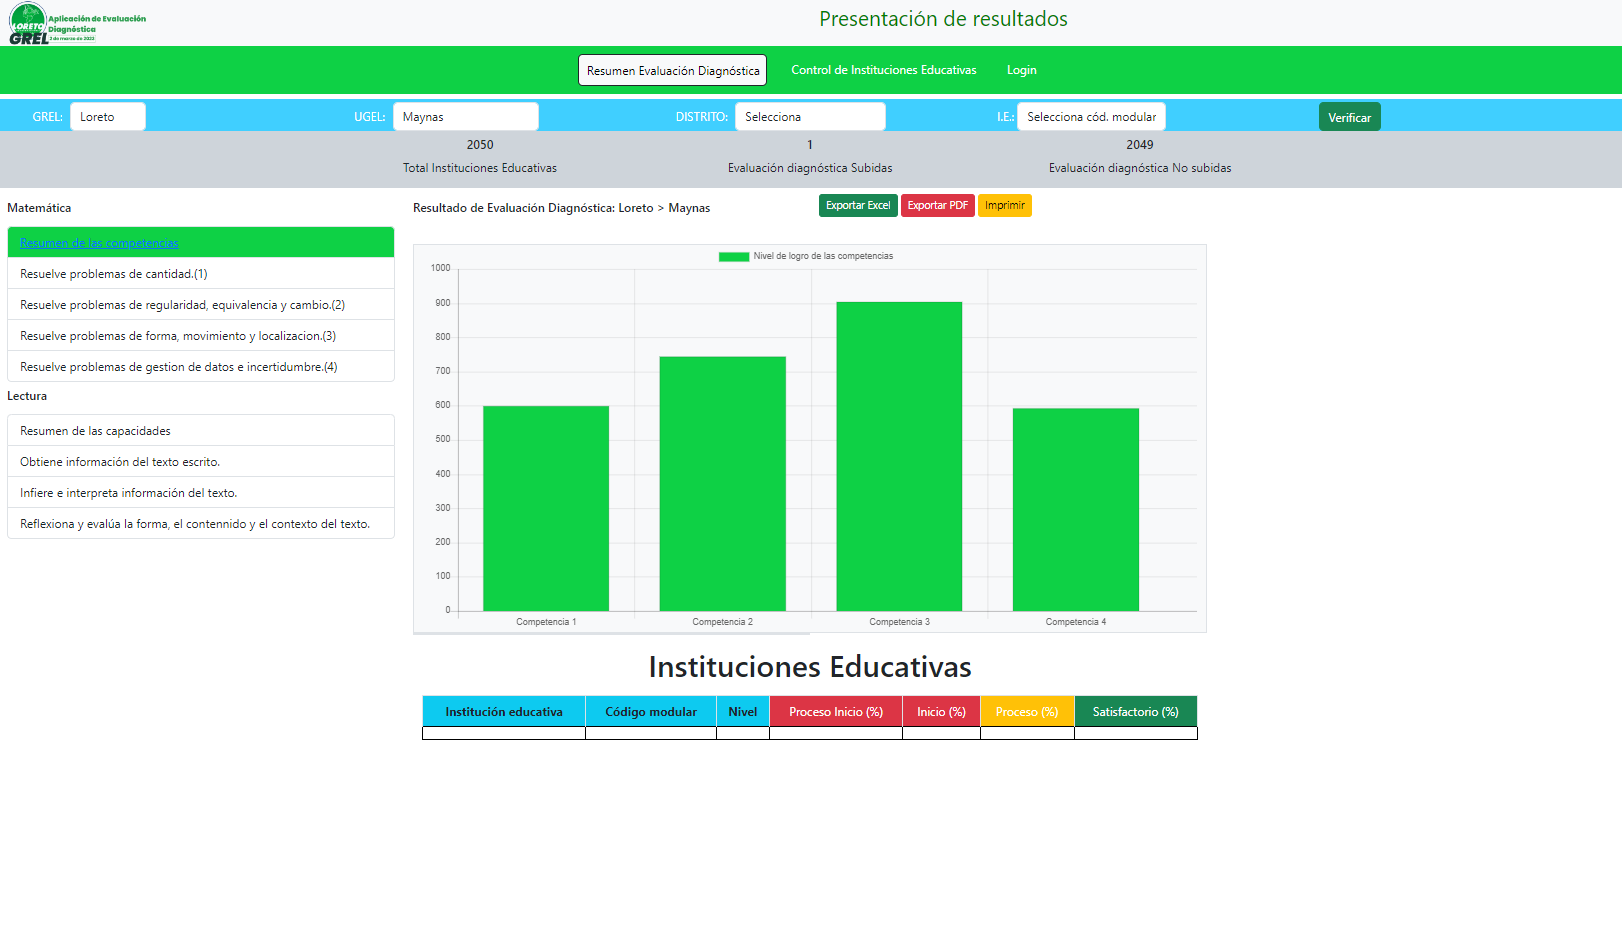 LORETO
GREL
Aplicación de Evaluación
Diagnóstica
Presentación de resultados
Resumen Evaluación Diagnóstica
Control de Instituciones Educativas
Login
GREL: Loreto
UGEL: Maynas
DISTRITO: Selecciona
I.E.: Selecciona cód. modular
Verificar
2050
Total Instituciones Educativas
1
Evaluación diagnóstica Subidas
2049
Evaluación diagnóstica No subidas
Matemática
Resumen de las competencias
Resuelve problemas de cantidad.(1)
Resuelve problemas de regularidad, equivalencia y cambio.(2)
Resuelve problemas de forma, movimiento y localizacion.(3)
Resuelve problemas de gestion de datos e incertidumbre.(4)
Lectura
Resumen de las capacidades
Obtiene información del texto escrito.
Infiere e interpreta información del texto.
Reflexiona y evalúa la forma, el contennido y el contexto del texto.
Resultado de Evaluación Diagnóstica: Loreto > Maynas
Exportar Excel
Exportar PDF
Imprimir
Nivel de logro de las competencias
1000
900
800
700
600
500
400
300
200
100
0
Competencia 1
Competencia 2
Competencia 3
Competencia 4
Instituciones Educativas
Institución educativa
Código modular
Nivel
Proceso Inicio (%)
Inicio (%)
Proceso (%)
Satisfactorio (%)